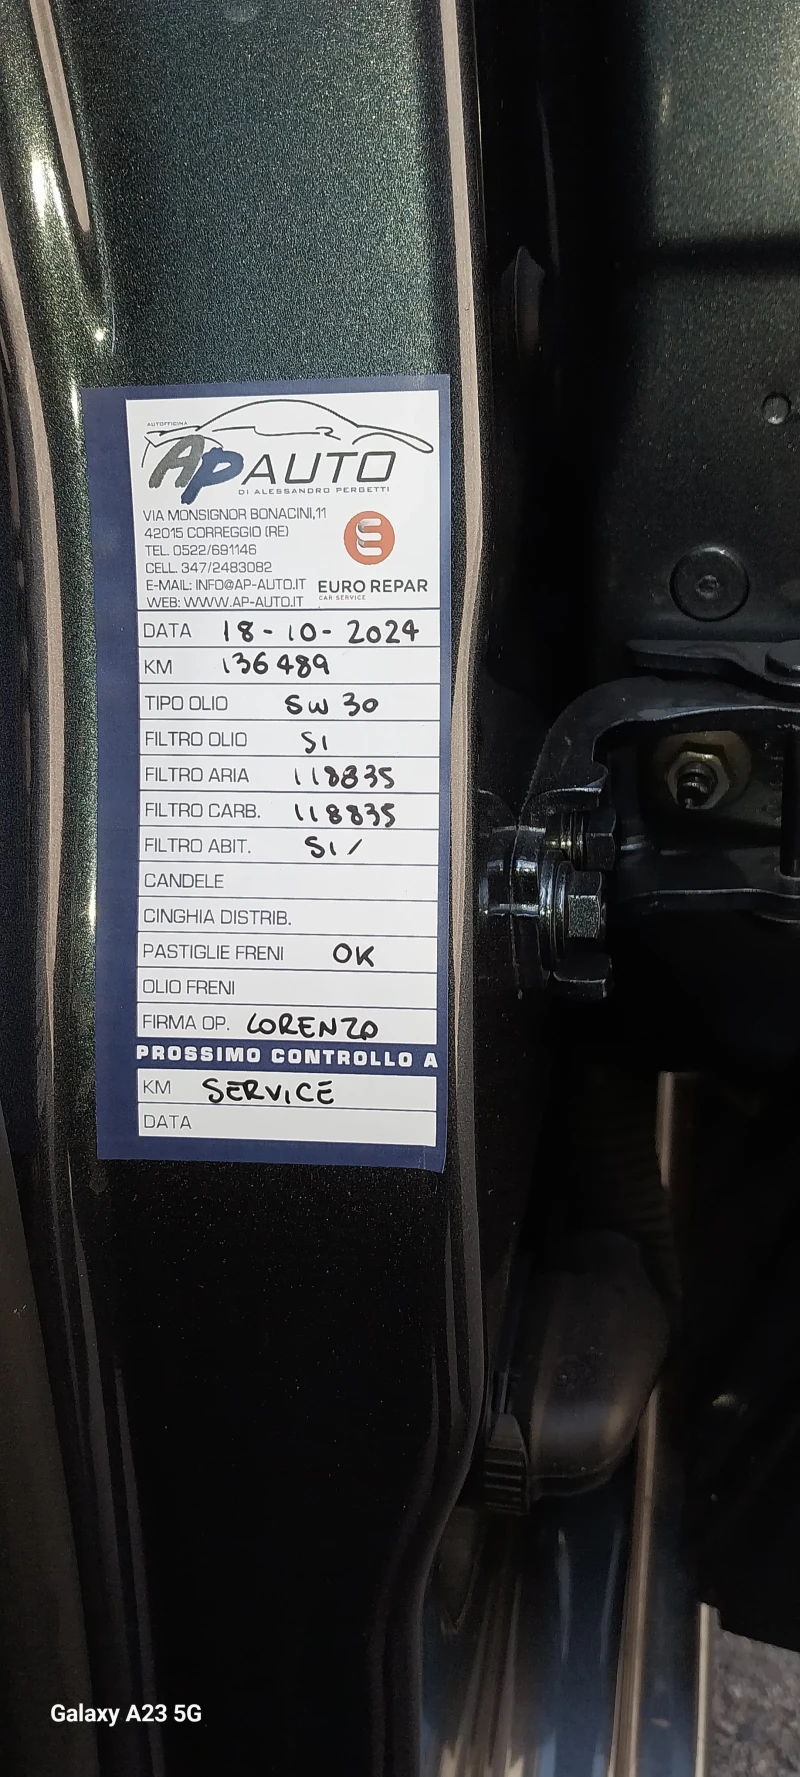 AUTOFFICINA
AP AUTO
DI ALESSANDRO PERGETTI
VIA MONSIGNOR BONACINI,11
42015 CORREGGIO (RE)
TEL. 0522/691146
CELL. 347/2483082
E-MAIL: INFO@AP-AUTO.IT
WEB: WWW.AP-AUTO.IT
EURO REPAR
CAR SERVICE
DATA 18-10-2024
KM 136489
TIPO OLIO 5W 30
FILTRO OLIO SI
FILTRO ARIA 118835
FILTRO CARB. 118835
FILTRO ABIT. SI /
CANDELE
CINGHIA DISTRIB.
PASTIGLIE FRENI OK
OLIO FRENI
FIRMA OP. LORENZO
PROSSIMO CONTROLLO A
KM SERVICE
DATA
Galaxy A23 5G